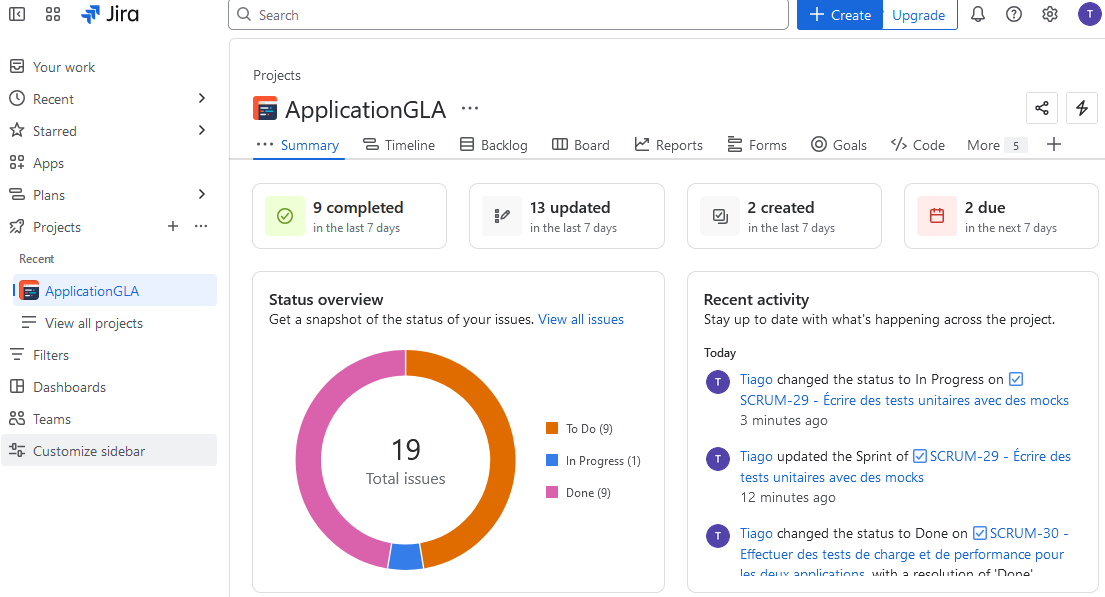 Jira
Search
Create
Upgrade
T
Your work
Recent
Starred
Apps
Plans
Projects
Recent
ApplicationGLA
View all projects
Filters
Dashboards
Teams
Customize sidebar
Projects
ApplicationGLA
Summary
Timeline
Backlog
Board
Reports
Forms
Goals
Code
More 5
9 completed
in the last 7 days
13 updated
in the last 7 days
2 created
in the last 7 days
2 due
in the next 7 days
Status overview
Get a snapshot of the status of your issues. View all issues
19
Total issues
To Do (9)
In Progress (1)
Done (9)
Recent activity
Stay up to date with what's happening across the project.
Today
T
Tiago changed the status to In Progress on
SCRUM-29 - Écrire des tests unitaires avec des mocks
3 minutes ago
T
Tiago updated the Sprint of SCRUM-29 - Écrire des
tests unitaires avec des mocks
12 minutes ago
T
Tiago changed the status to Done on SCRUM-30 -
Effectuer des tests de charge et de performance pour
les deux applications, with a resolution of 'Done'